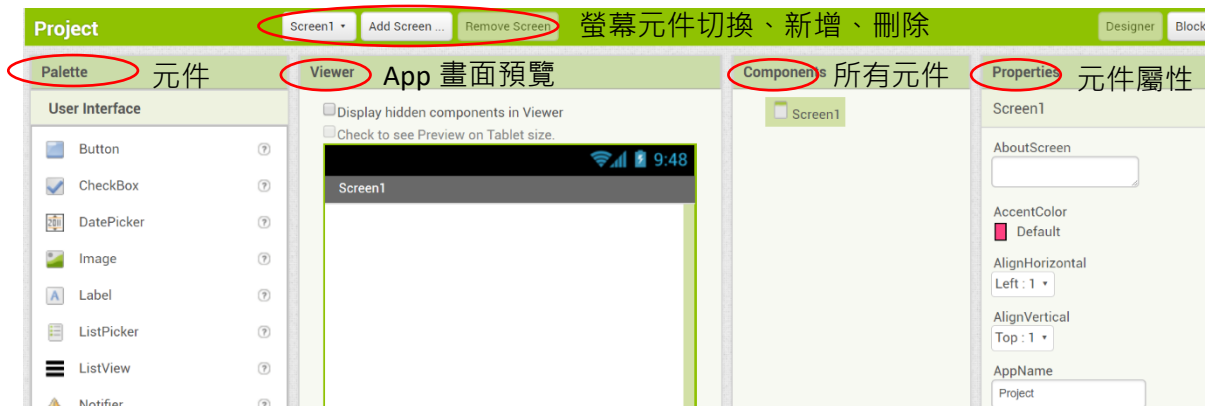 Project
Screen1
Add Screen ...
Remove Screen
螢幕元件切換、新增、刪除
Designer
Block
Palette
元件
Viewer
App 畫面預覽
Components
所有元件
Properties
元件屬性
User Interface
Button
CheckBox
DatePicker
Image
Label
ListPicker
ListView
Notifier
Display hidden components in Viewer
Check to see Preview on Tablet size.
9:48
Screen1
Screen1
Screen1
AboutScreen
AccentColor
Default
AlignHorizontal
Left : 1
AlignVertical
Top : 1
AppName
Project